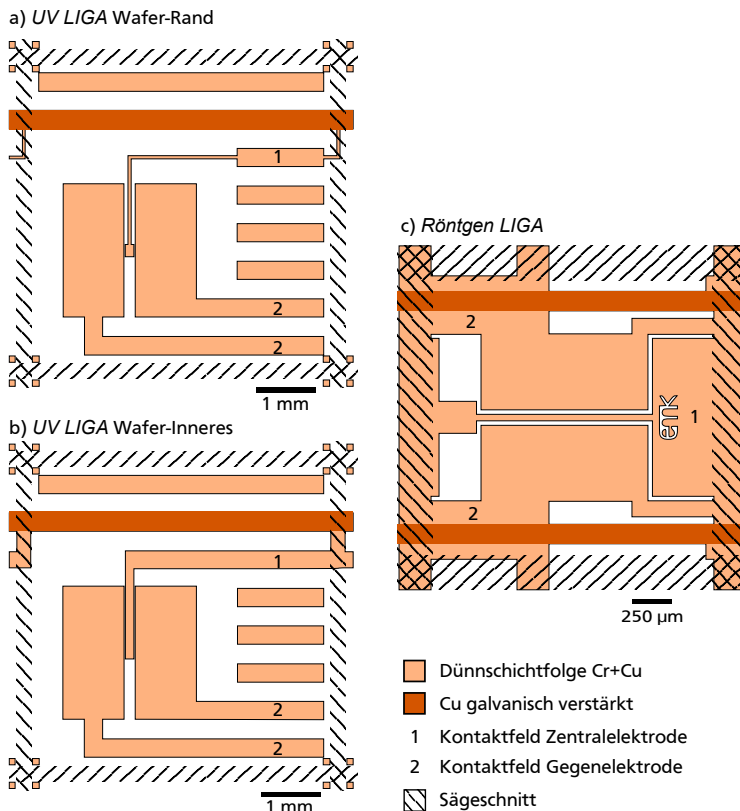 a) UV LIGA Wafer-Rand
1
2
2
1 mm
b) UV LIGA Wafer-Inneres
1
2
2
1 mm
c) Röntgen LIGA
2
enk
1
2
250 µm
Dünnschichtfolge Cr+Cu
Cu galvanisch verstärkt
1 Kontaktfeld Zentralelektrode
2 Kontaktfeld Gegenelektrode
Sägeschnitt